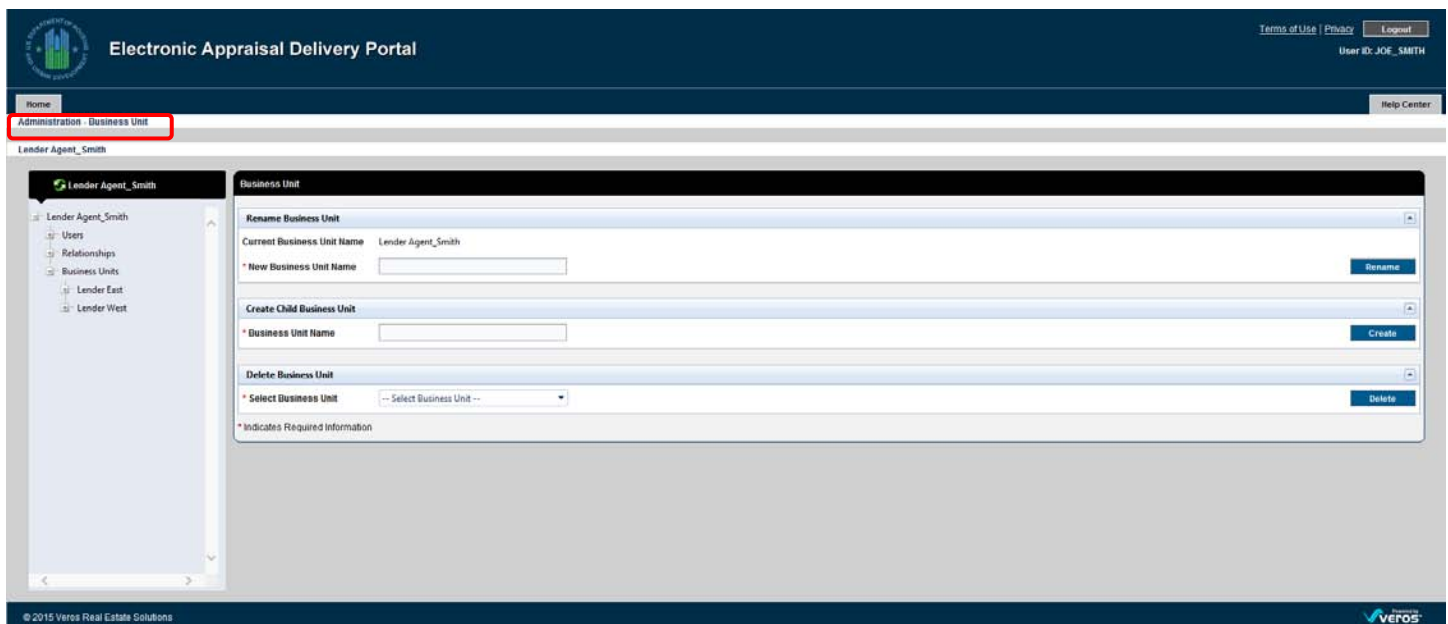 Terms of Use | Privacy Logout
Electronic Appraisal Delivery Portal
User ID: JOE_SMITH
Home Help Center
Administration - Business Unit
Lender Agent_Smith
Lender Agent_Smith
Business Unit
Lender Agent_Smith
Users
Relationships
Business Units
Lender East
Lender West
Rename Business Unit
Current Business Unit Name Lender Agent_Smith
* New Business Unit Name Rename
Create Child Business Unit
* Business Unit Name Create
Delete Business Unit
* Select Business Unit -- Select Business Unit -- Delete
* Indicates Required Information
© 2015 Veros Real Estate Solutions
Powered by
veros